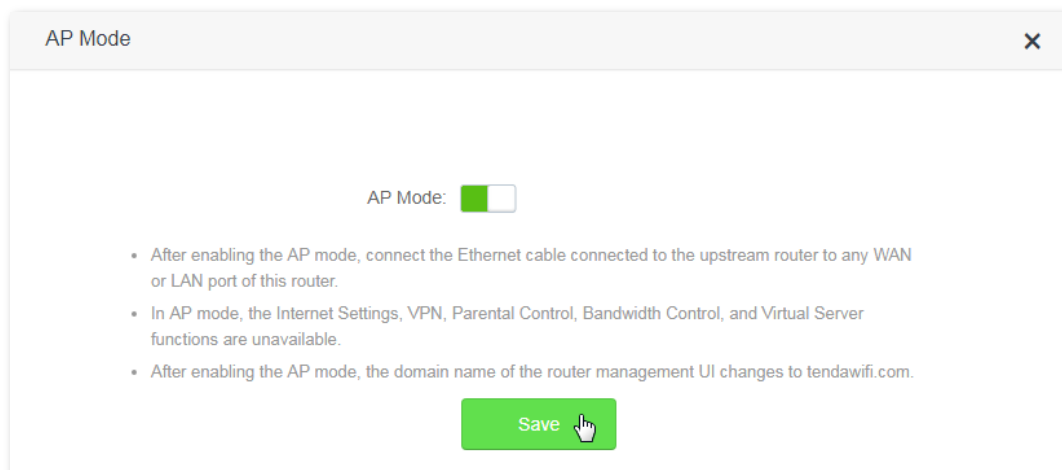 AP Mode
AP Mode:
• After enabling the AP mode, connect the Ethernet cable connected to the upstream router to any WAN
or LAN port of this router.
• In AP mode, the Internet Settings, VPN, Parental Control, Bandwidth Control, and Virtual Server
functions are unavailable.
• After enabling the AP mode, the domain name of the router management UI changes to tendawifi.com.
Save